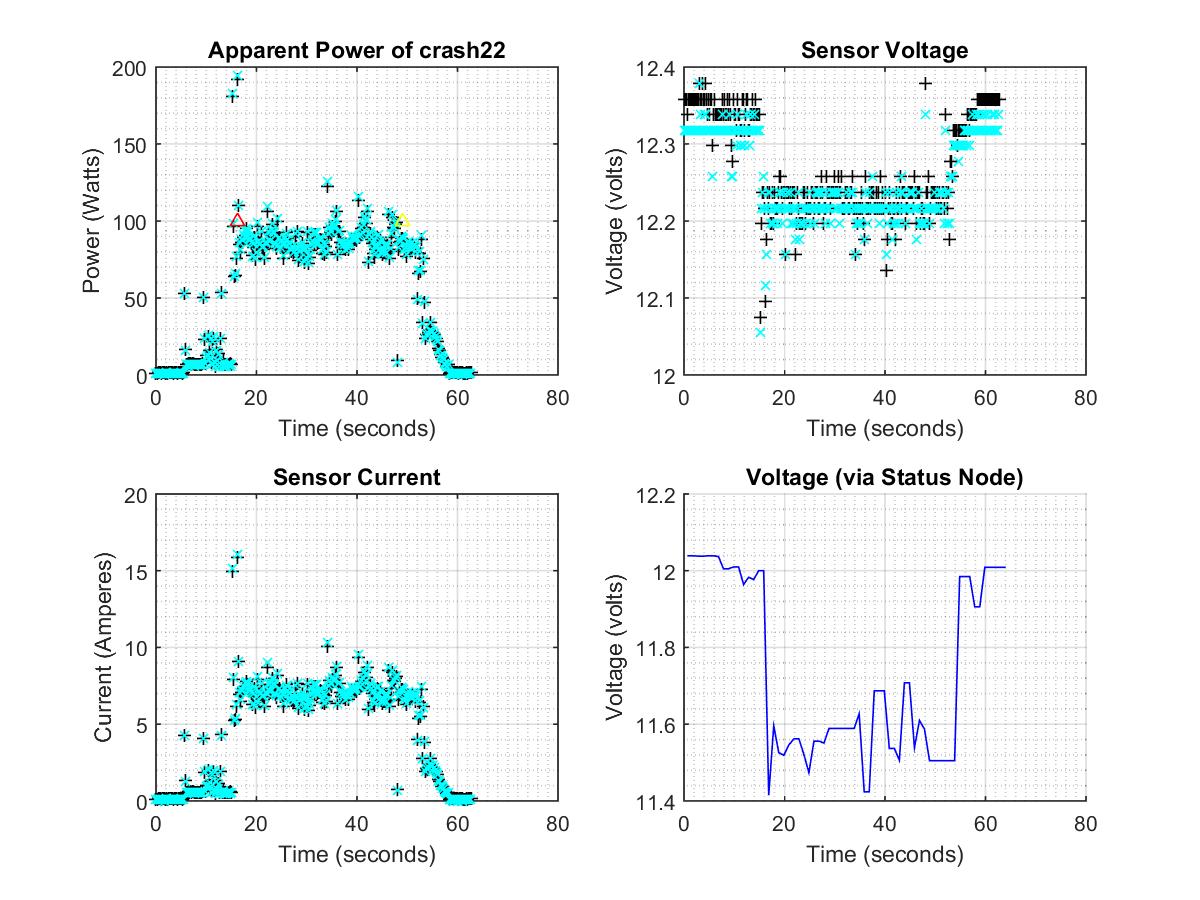 Apparent Power of crash22
200
150
100
50
0
Power (Watts)
0 20 40 60 80
Time (seconds)
Sensor Voltage
12.4
12.3
12.2
12.1
12
Voltage (volts)
0 20 40 60 80
Time (seconds)
Sensor Current
20
15
10
5
0
Current (Amperes)
0 20 40 60 80
Time (seconds)
Voltage (via Status Node)
12.2
12
11.8
11.6
11.4
Voltage (volts)
0 20 40 60 80
Time (seconds)